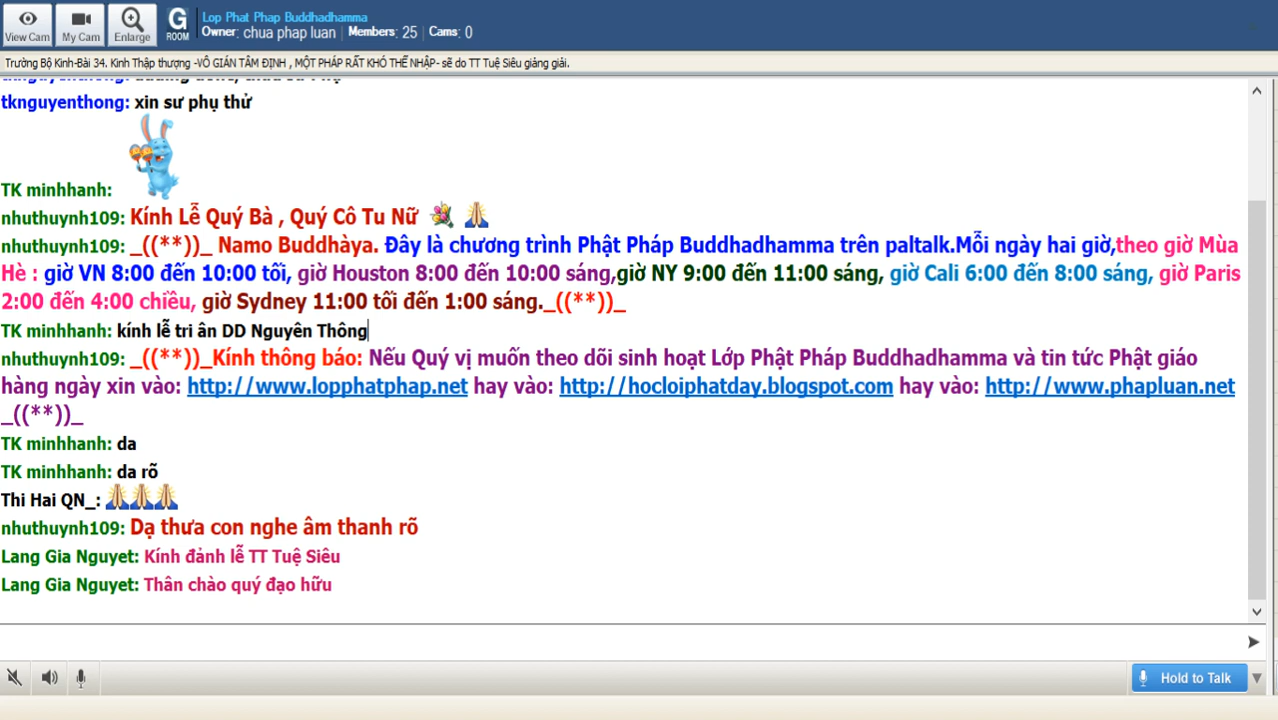 View Cam
My Cam
Enlarge
G
ROOM
Lop Phat Phap Buddhadhamma
Owner: chua phap luan | Members: 25 | Cams: 0
Trường Bộ Kinh-Bài 34. Kinh Thập thượng -VÔ GIÁN TÂM ĐỊNH , MỘT PHÁP RẤT KHÓ THỂ NHẬP- sẽ do TT Tuệ Siêu giảng giải.
tknguyenthong: xin sư phụ thử
TK minhhanh:
nhuthuynh109: Kính Lễ Quý Bà , Quý Cô Tu Nữ
nhuthuynh109: _((**))_ Namo Buddhàya. Đây là chương trình Phật Pháp Buddhadhamma trên paltalk.Mỗi ngày hai giờ,theo giờ Mùa
Hè : giờ VN 8:00 đến 10:00 tối, giờ Houston 8:00 đến 10:00 sáng,giờ NY 9:00 đến 11:00 sáng, giờ Cali 6:00 đến 8:00 sáng, giờ Paris
2:00 đến 4:00 chiều, giờ Sydney 11:00 tối đến 1:00 sáng._((**))_
TK minhhanh: kính lễ tri ân DD Nguyên Thông
nhuthuynh109: _((**))_Kính thông báo: Nếu Quý vị muốn theo dõi sinh hoạt Lớp Phật Pháp Buddhadhamma và tin tức Phật giáo
hàng ngày xin vào: http://www.lopphatphap.net hay vào: http://hocloiphatday.blogspot.com hay vào: http://www.phapluan.net
_((**))_
TK minhhanh: da
TK minhhanh: da rõ
Thi Hai QN_:
nhuthuynh109: Dạ thưa con nghe âm thanh rõ
Lang Gia Nguyet: Kính đảnh lễ TT Tuệ Siêu
Lang Gia Nguyet: Thân chào quý đạo hữu
Hold to Talk